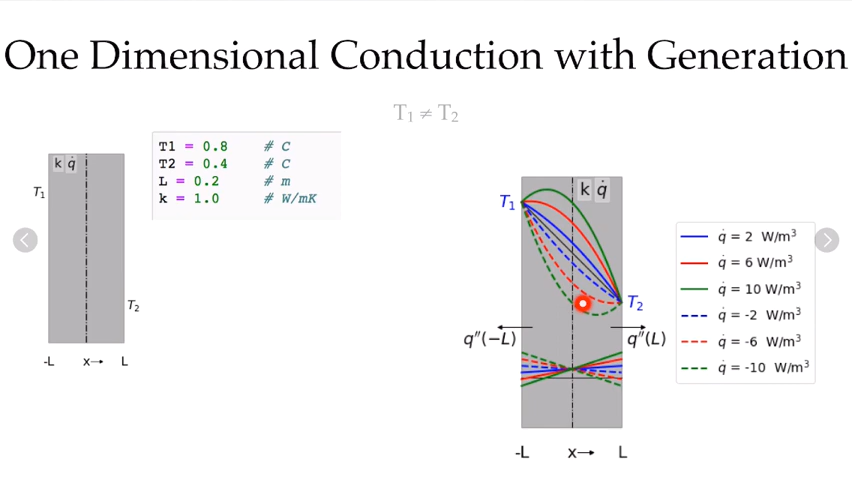 One Dimensional Conduction with Generation
T₁ ≠ T₂
k q̇
T₁
T₂
-L x→ L
T1 = 0.8 # C
T2 = 0.4 # C
L = 0.2 # m
k = 1.0 # W/mK
k q̇
T₁
T₂
q″(−L)
q″(L)
-L x→ L
q̇ = 2 W/m³
q̇ = 6 W/m³
q̇ = 10 W/m³
q̇ = -2 W/m³
q̇ = -6 W/m³
q̇ = -10 W/m³